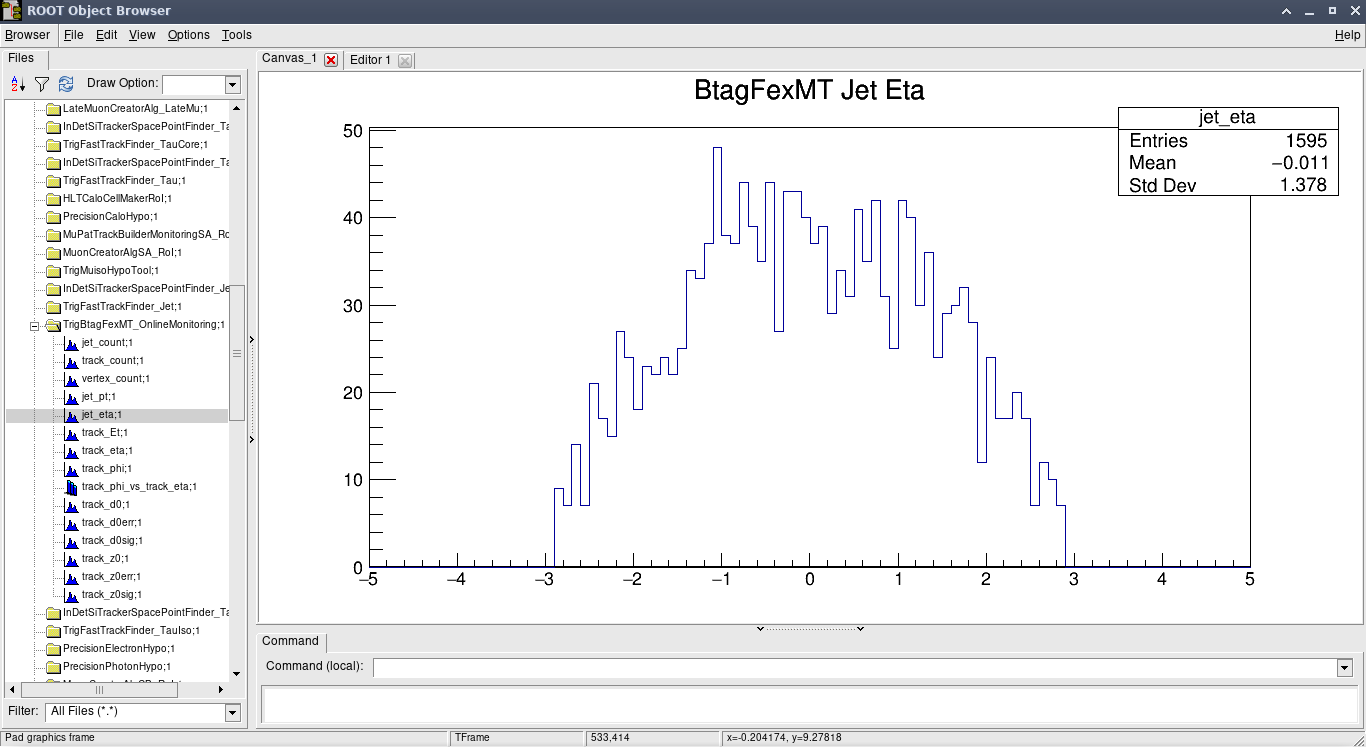 ROOT Object Browser
Browser File Edit View Options Tools Help
Files
Draw Option:
LateMuonCreatorAlg_LateMu;1
InDetSiTrackerSpacePointFinder_Ta
TrigFastTrackFinder_TauCore;1
InDetSiTrackerSpacePointFinder_Ta
TrigFastTrackFinder_Tau;1
HLTCaloCellMakerRoI;1
PrecisionCaloHypo;1
MuPatTrackBuilderMonitoringSA_Ro
MuonCreatorAlgSA_RoI;1
TrigMuisoHypoTool;1
InDetSiTrackerSpacePointFinder_Je
TrigFastTrackFinder_Jet;1
TrigBtagFexMT_OnlineMonitoring;1
jet_count;1
track_count;1
vertex_count;1
jet_pt;1
jet_eta;1
track_Et;1
track_eta;1
track_phi;1
track_phi_vs_track_eta;1
track_d0;1
track_d0err;1
track_d0sig;1
track_z0;1
track_z0err;1
track_z0sig;1
InDetSiTrackerSpacePointFinder_Ta
TrigFastTrackFinder_TauIso;1
PrecisionElectronHypo;1
PrecisionPhotonHypo;1
Filter: All Files (*.*)
Canvas_1 Editor 1
BtagFexMT Jet Eta
jet_eta
Entries 1595
Mean −0.011
Std Dev 1.378
50
40
30
20
10
0
−5 −4 −3 −2 −1 0 1 2 3 4 5
Command
Command (local):
Pad graphics frame TFrame 533,414 x=-0.204174, y=9.27818